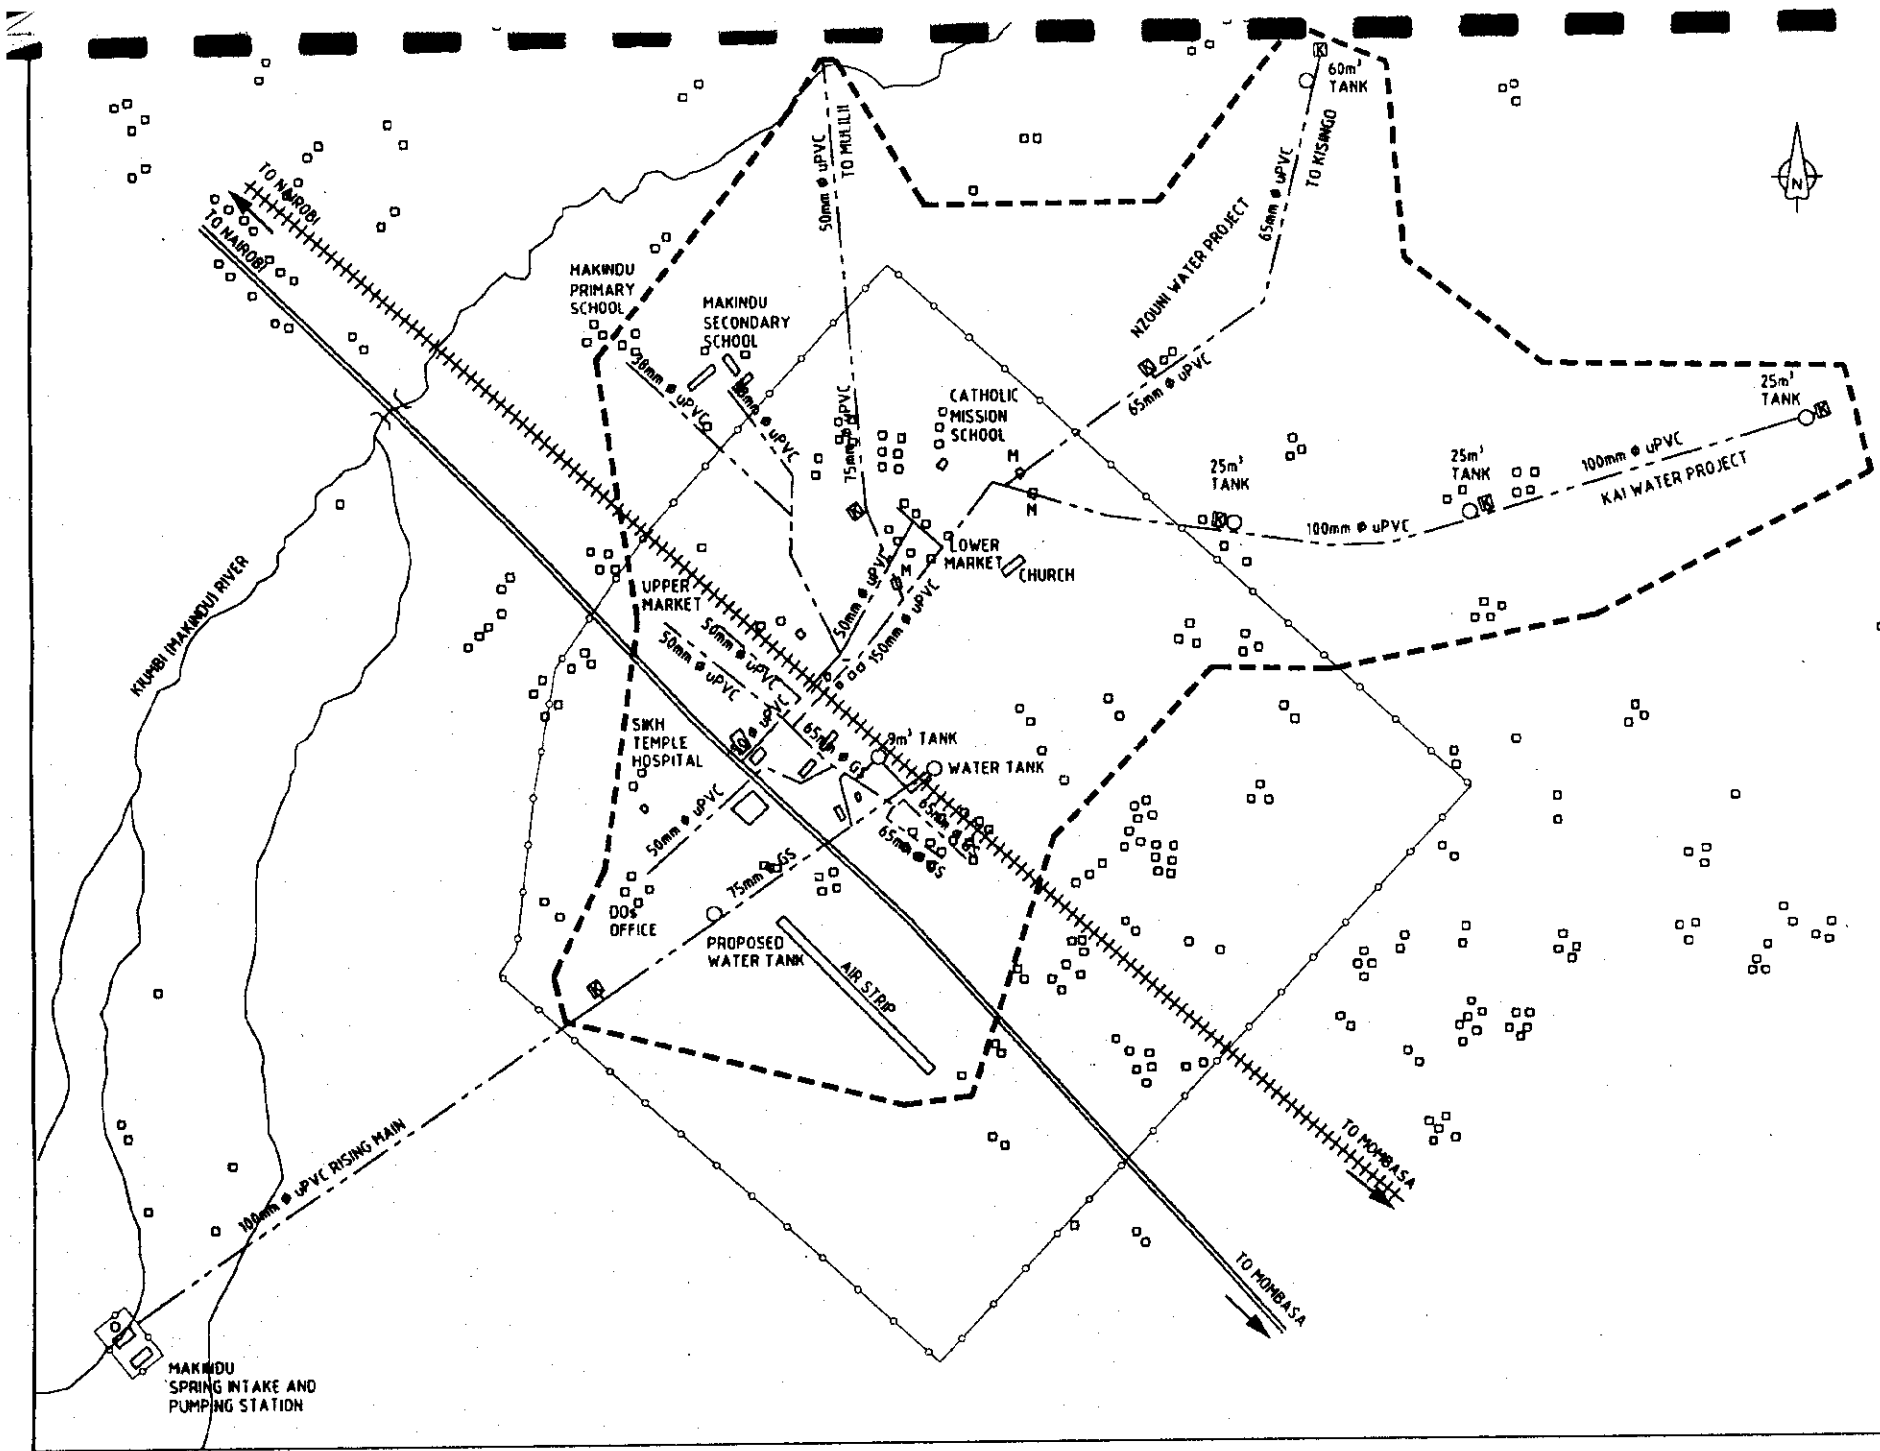 60m³
TANK
TO NAIROBI
TO NAIROBI
50mm ø uPVC
TO MULILII
65mm ø uPVC
TO KISINGO
N
NZOUNI WATER PROJECT
MAKINDU
PRIMARY
SCHOOL
MAKINDU
SECONDARY
SCHOOL
38mm ø uPVC
38mm ø uPVC
75mm ø uPVC
CATHOLIC
MISSION
SCHOOL
65mm ø uPVC
25m³
TANK
25m³
TANK
25m³
TANK
100mm ø uPVC
KAI WATER PROJECT
100mm ø uPVC
M
M
M
K
K
K
K
K
K
K
LOWER
MARKET
CHURCH
UPPER
MARKET
50mm ø uPVC
150mm ø uPVC
50mm ø uPVC
50mm ø uPVC
KIUMBI (MAKINDU) RIVER
SIKH
TEMPLE
HOSPITAL
ø uPVC
65mm ø GS
9m³ TANK
WATER TANK
50mm ø uPVC
65mm ø GS
65mm ø GS
75mm ø GS
DOs
OFFICE
PROPOSED
WATER TANK
AIR STRIP
100mm ø uPVC RISING MAIN
TO MOMBASA
TO MOMBASA
MAKINDU
SPRING INTAKE AND
PUMPING STATION